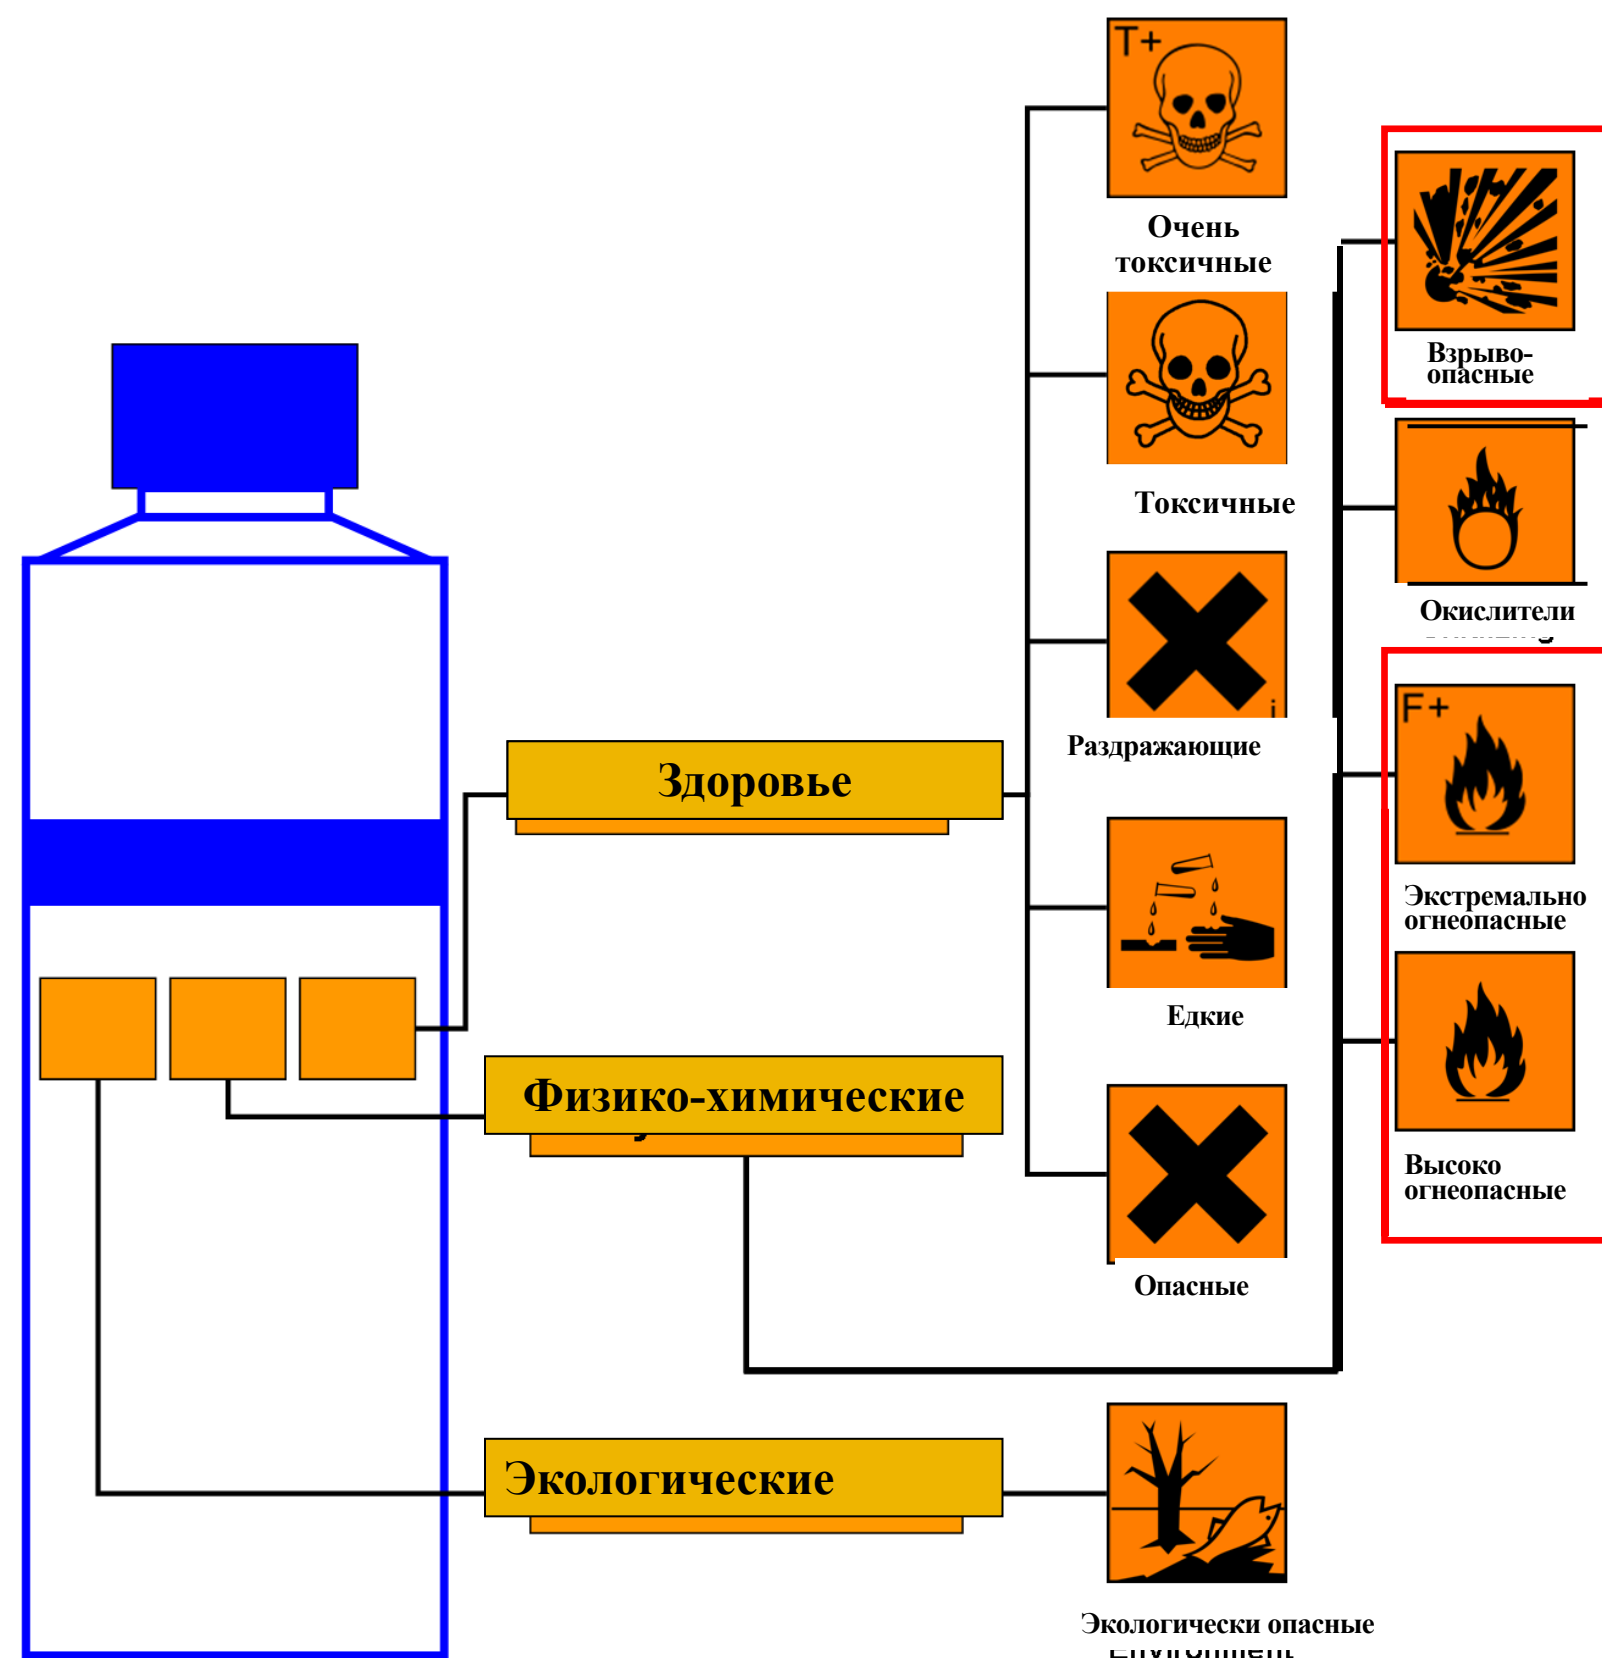 T+
Очень
токсичные
Взрыво-
опасные
Токсичные
Окислители
i
Раздражающие
F+
Здоровье
Экстремально
огнеопасные
Едкие
Физико-химические
Высоко
огнеопасные
Опасные
Экологические
Экологически опасные
Environment